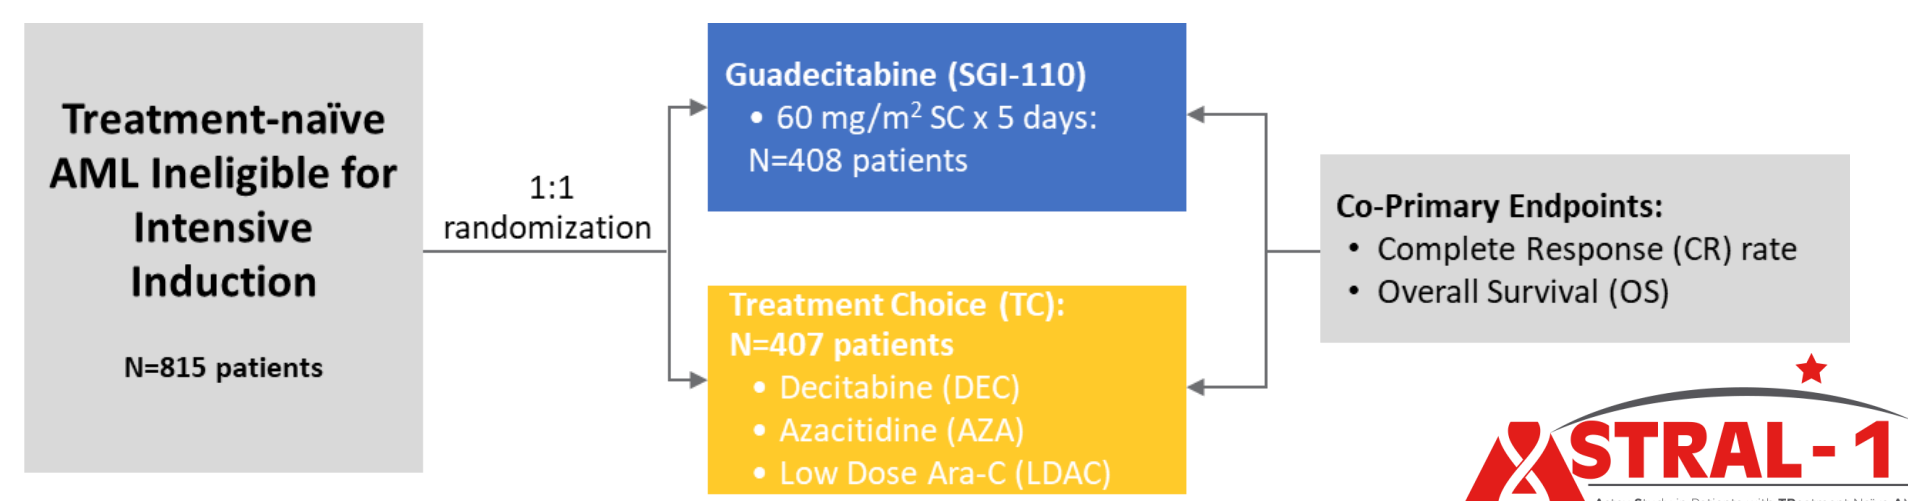 Treatment-naïve
AML Ineligible for
Intensive
Induction
N=815 patients
1:1
randomization
Guadecitabine (SGI-110)
• 60 mg/m² SC x 5 days:
N=408 patients
Treatment Choice (TC):
N=407 patients
• Decitabine (DEC)
• Azacitidine (AZA)
• Low Dose Ara-C (LDAC)
Co-Primary Endpoints:
• Complete Response (CR) rate
• Overall Survival (OS)
ASTRAL-1